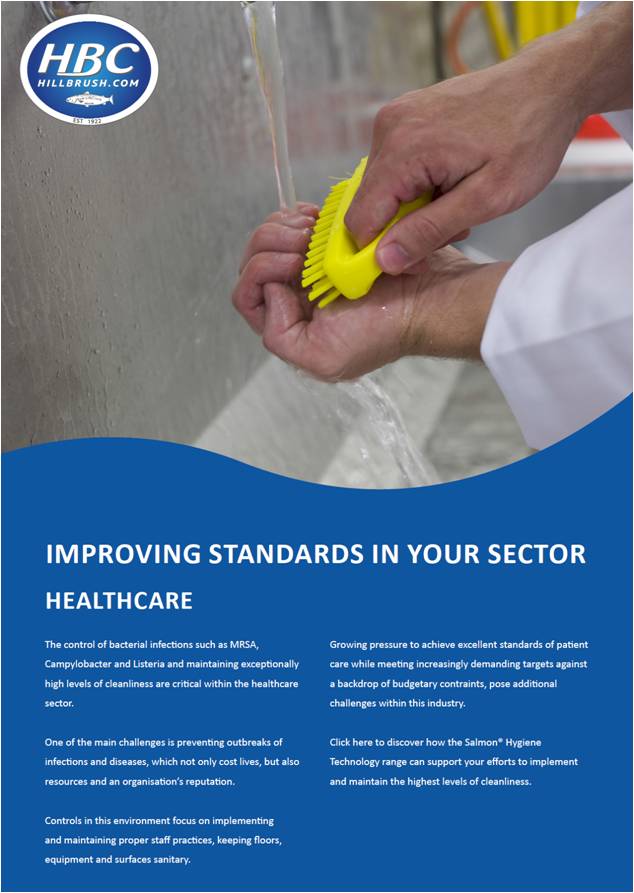 HBC
HILLBRUSH.COM
EST 1922
IMPROVING STANDARDS IN YOUR SECTOR
HEALTHCARE
The control of bacterial infections such as MRSA,
Campylobacter and Listeria and maintaining exceptionally
high levels of cleanliness are critical within the healthcare
sector.
One of the main challenges is preventing outbreaks of
infections and diseases, which not only cost lives, but also
resources and an organisation's reputation.
Controls in this environment focus on implementing
and maintaining proper staff practices, keeping floors,
equipment and surfaces sanitary.
Growing pressure to achieve excellent standards of patient
care while meeting increasingly demanding targets against
a backdrop of budgetary contraints, pose additional
challenges within this industry.
Click here to discover how the Salmon® Hygiene
Technology range can support your efforts to implement
and maintain the highest levels of cleanliness.